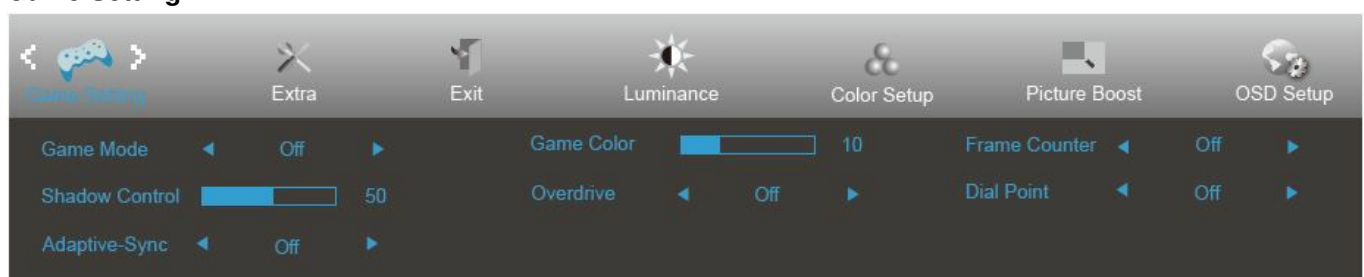 Game Setting
Extra
Exit
Luminance
Color Setup
Picture Boost
OSD Setup
Game Mode Off
Game Color 10
Frame Counter Off
Shadow Control 50
Overdrive Off
Dial Point Off
Adaptive-Sync Off